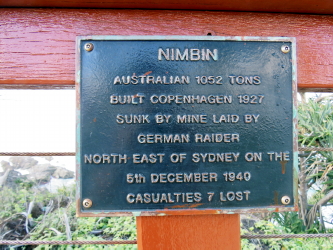 NIMBIN
AUSTRALIAN 1052 TONS
BUILT COPENHAGEN 1927
SUNK BY MINE LAID BY
GERMAN RAIDER
NORTH EAST OF SYDNEY ON THE
5th DECEMBER 1940
CASUALTIES 7 LOST